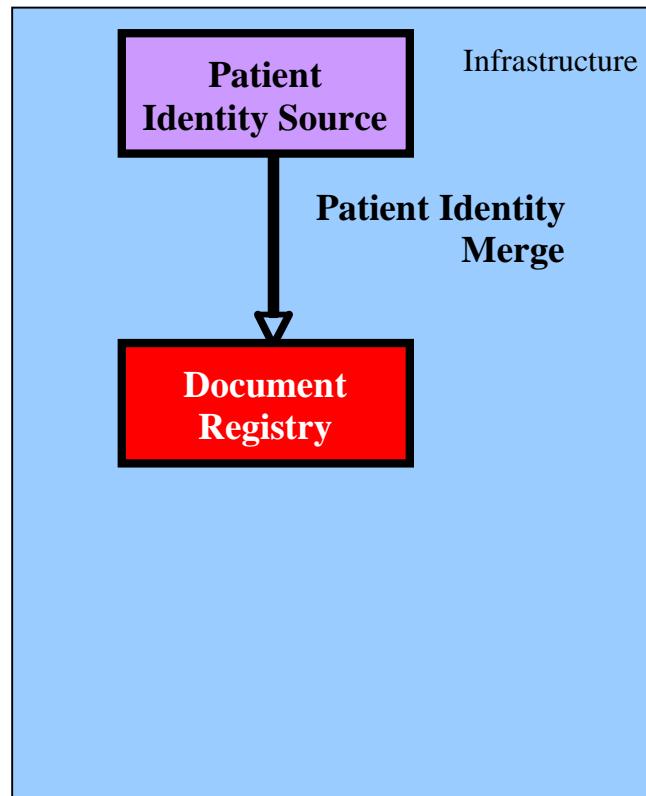 Patient
Identity Source
Infrastructure
Patient Identity
Merge
Document
Registry